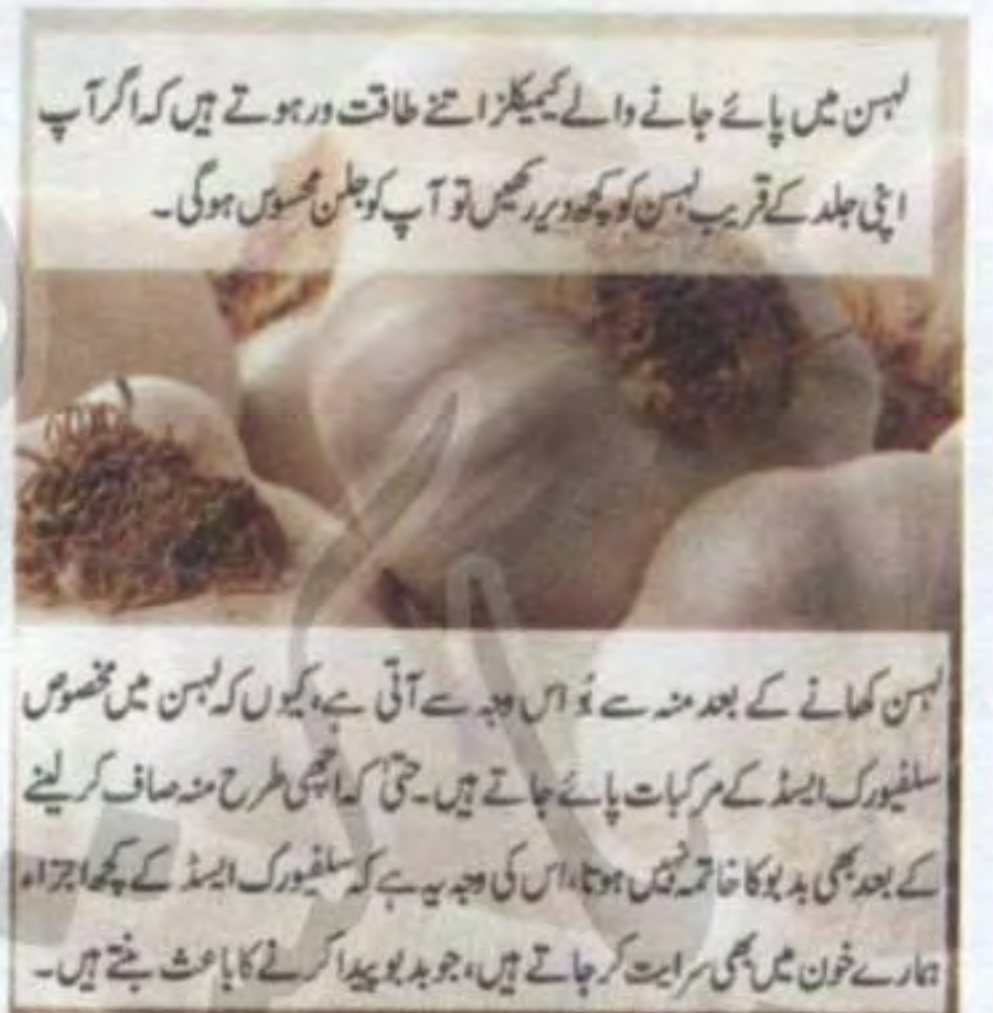 لہسن میں پائے جانے والے کیمیکلز اتنے طاقت ور ہوتے ہیں کہ اگر آپ
اپنی جلد کے قریب لہسن کو کچھ دیر رکھیں تو آپ کو جلن محسوس ہوگی۔
لہسن کھانے کے بعد منہ سے بُو اس وجہ سے آتی ہے، کیوں کہ لہسن میں مخصوص
سلفیورک ایسڈ کے مرکبات پائے جاتے ہیں۔ حتیٰ کہ اچھی طرح منہ صاف کر لینے
کے بعد بھی بدبو کا خاتمہ نہیں ہوتا، اس کی وجہ یہ ہے کہ سلفیورک ایسڈ کے کچھ اجزاء
ہمارے خون میں بھی سرایت کر جاتے ہیں، جو بدبو پیدا کرنے کا باعث بنتے ہیں۔